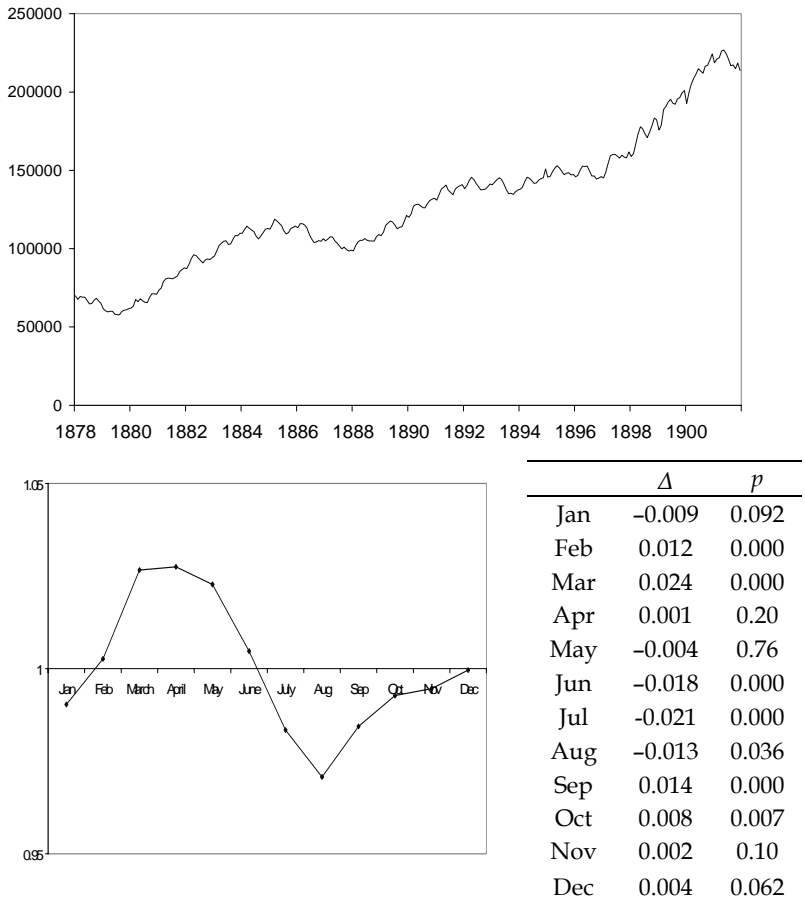 250000
200000
150000
100000
50000
0
1878 1880 1882 1884 1886 1888 1890 1892 1894 1896 1898 1900
1.05
1
Jan Feb March April May June July Aug Sep Oct Nov Dec
0.95
Δ p
Jan –0.009 0.092
Feb 0.012 0.000
Mar 0.024 0.000
Apr 0.001 0.20
May –0.004 0.76
Jun –0.018 0.000
Jul -0.021 0.000
Aug –0.013 0.036
Sep 0.014 0.000
Oct 0.008 0.007
Nov 0.002 0.10
Dec 0.004 0.062